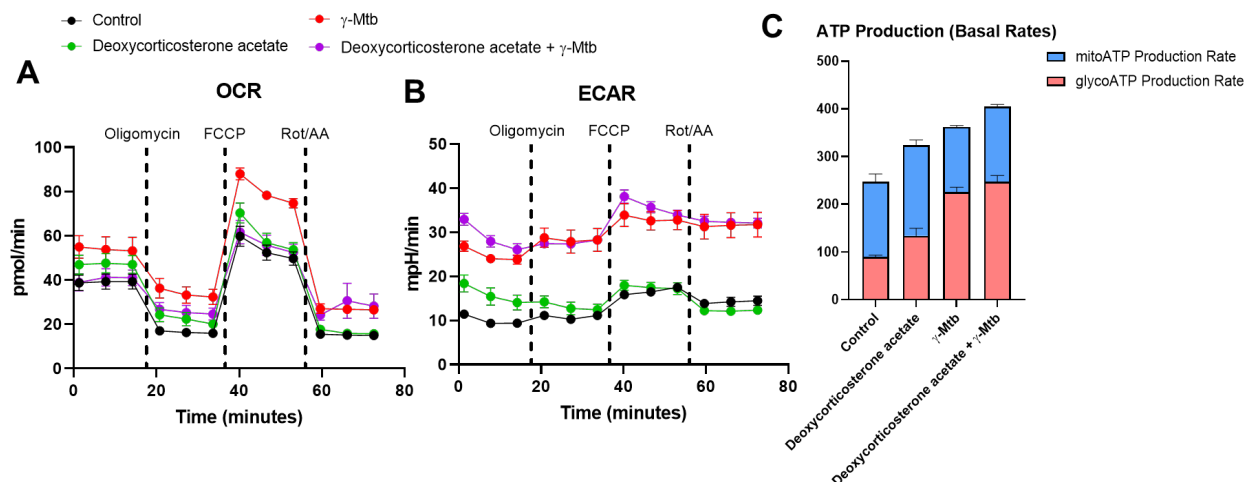 Control
γ-Mtb
Deoxycorticosterone acetate
Deoxycorticosterone acetate + γ-Mtb
A
OCR
Oligomycin
FCCP
Rot/AA
pmol/min
100
80
60
40
20
0
0
20
40
60
80
Time (minutes)
B
ECAR
Oligomycin
FCCP
Rot/AA
mpH/min
50
40
30
20
10
0
0
20
40
60
80
Time (minutes)
C
ATP Production (Basal Rates)
mitoATP Production Rate
glycoATP Production Rate
500
400
300
200
100
0
Control
Deoxycorticosterone acetate
γ-Mtb
Deoxycorticosterone acetate + γ-Mtb